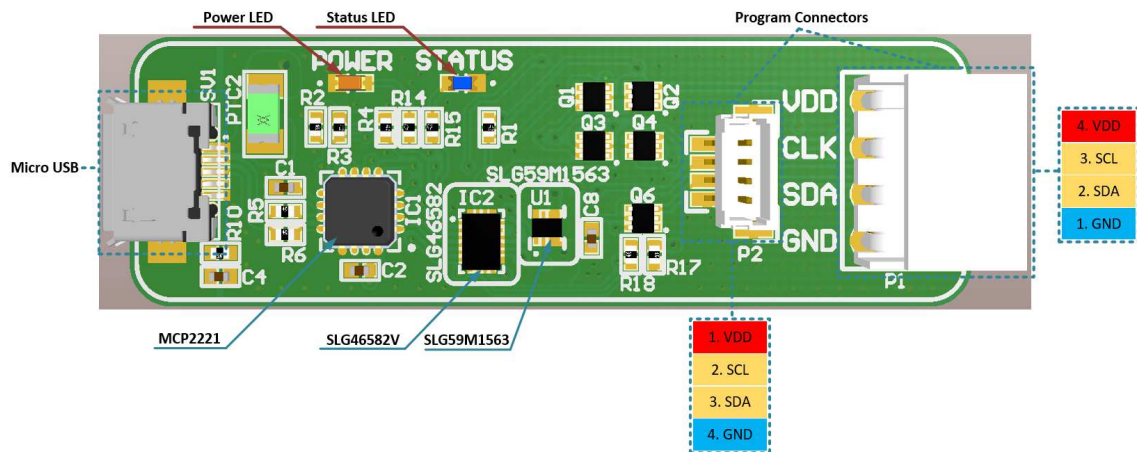 Power LED
Status LED
Program Connectors
POWER
STATUS
SV1
PTC2
R2
R3
R4
R14
R15
R1
Q1
Q2
Q3
Q4
VDD
CLK
SDA
GND
4. VDD
3. SCL
2. SDA
1. GND
Micro USB
C1
R5
R6
R10
C4
IC1
C2
SLG46582
IC2
SLG59M1563
U1
C8
Q6
R18
R17
P2
P1
MCP2221
SLG46582V
SLG59M1563
1. VDD
2. SCL
3. SDA
4. GND